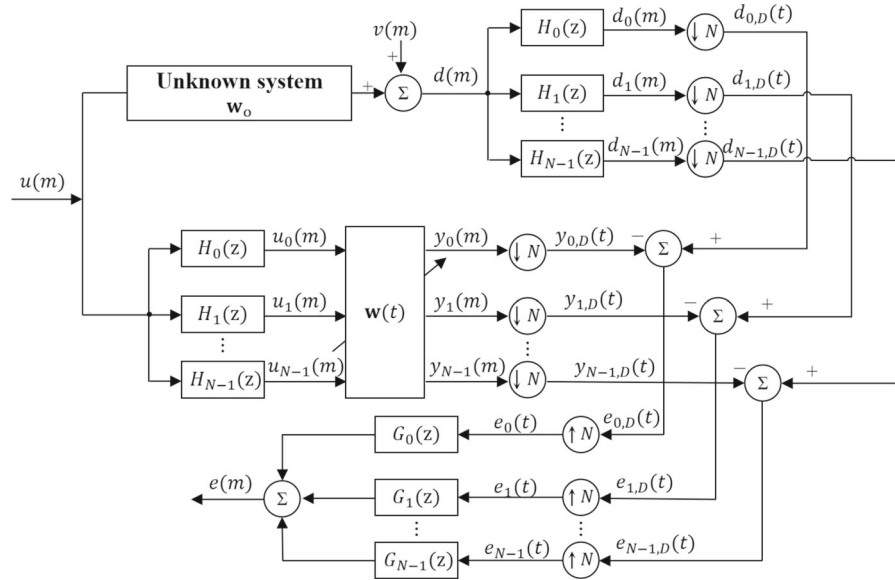 v(m)
+
Unknown system
w_o
+
Σ
d(m)
H_0(z)
d_0(m)
↓ N
d_{0,D}(t)
H_1(z)
d_1(m)
↓ N
d_{1,D}(t)
⋮
⋮
H_{N−1}(z)
d_{N−1}(m)
↓ N
d_{N−1,D}(t)
u(m)
H_0(z)
u_0(m)
w(t)
y_0(m)
↓ N
y_{0,D}(t)
−
Σ
+
H_1(z)
u_1(m)
y_1(m)
↓ N
y_{1,D}(t)
−
Σ
+
⋮
⋮
H_{N−1}(z)
u_{N−1}(m)
y_{N−1}(m)
↓ N
y_{N−1,D}(t)
−
Σ
+
G_0(z)
e_0(t)
↑ N
e_{0,D}(t)
e(m)
Σ
G_1(z)
e_1(t)
↑ N
e_{1,D}(t)
⋮
⋮
G_{N−1}(z)
e_{N−1}(t)
↑ N
e_{N−1,D}(t)